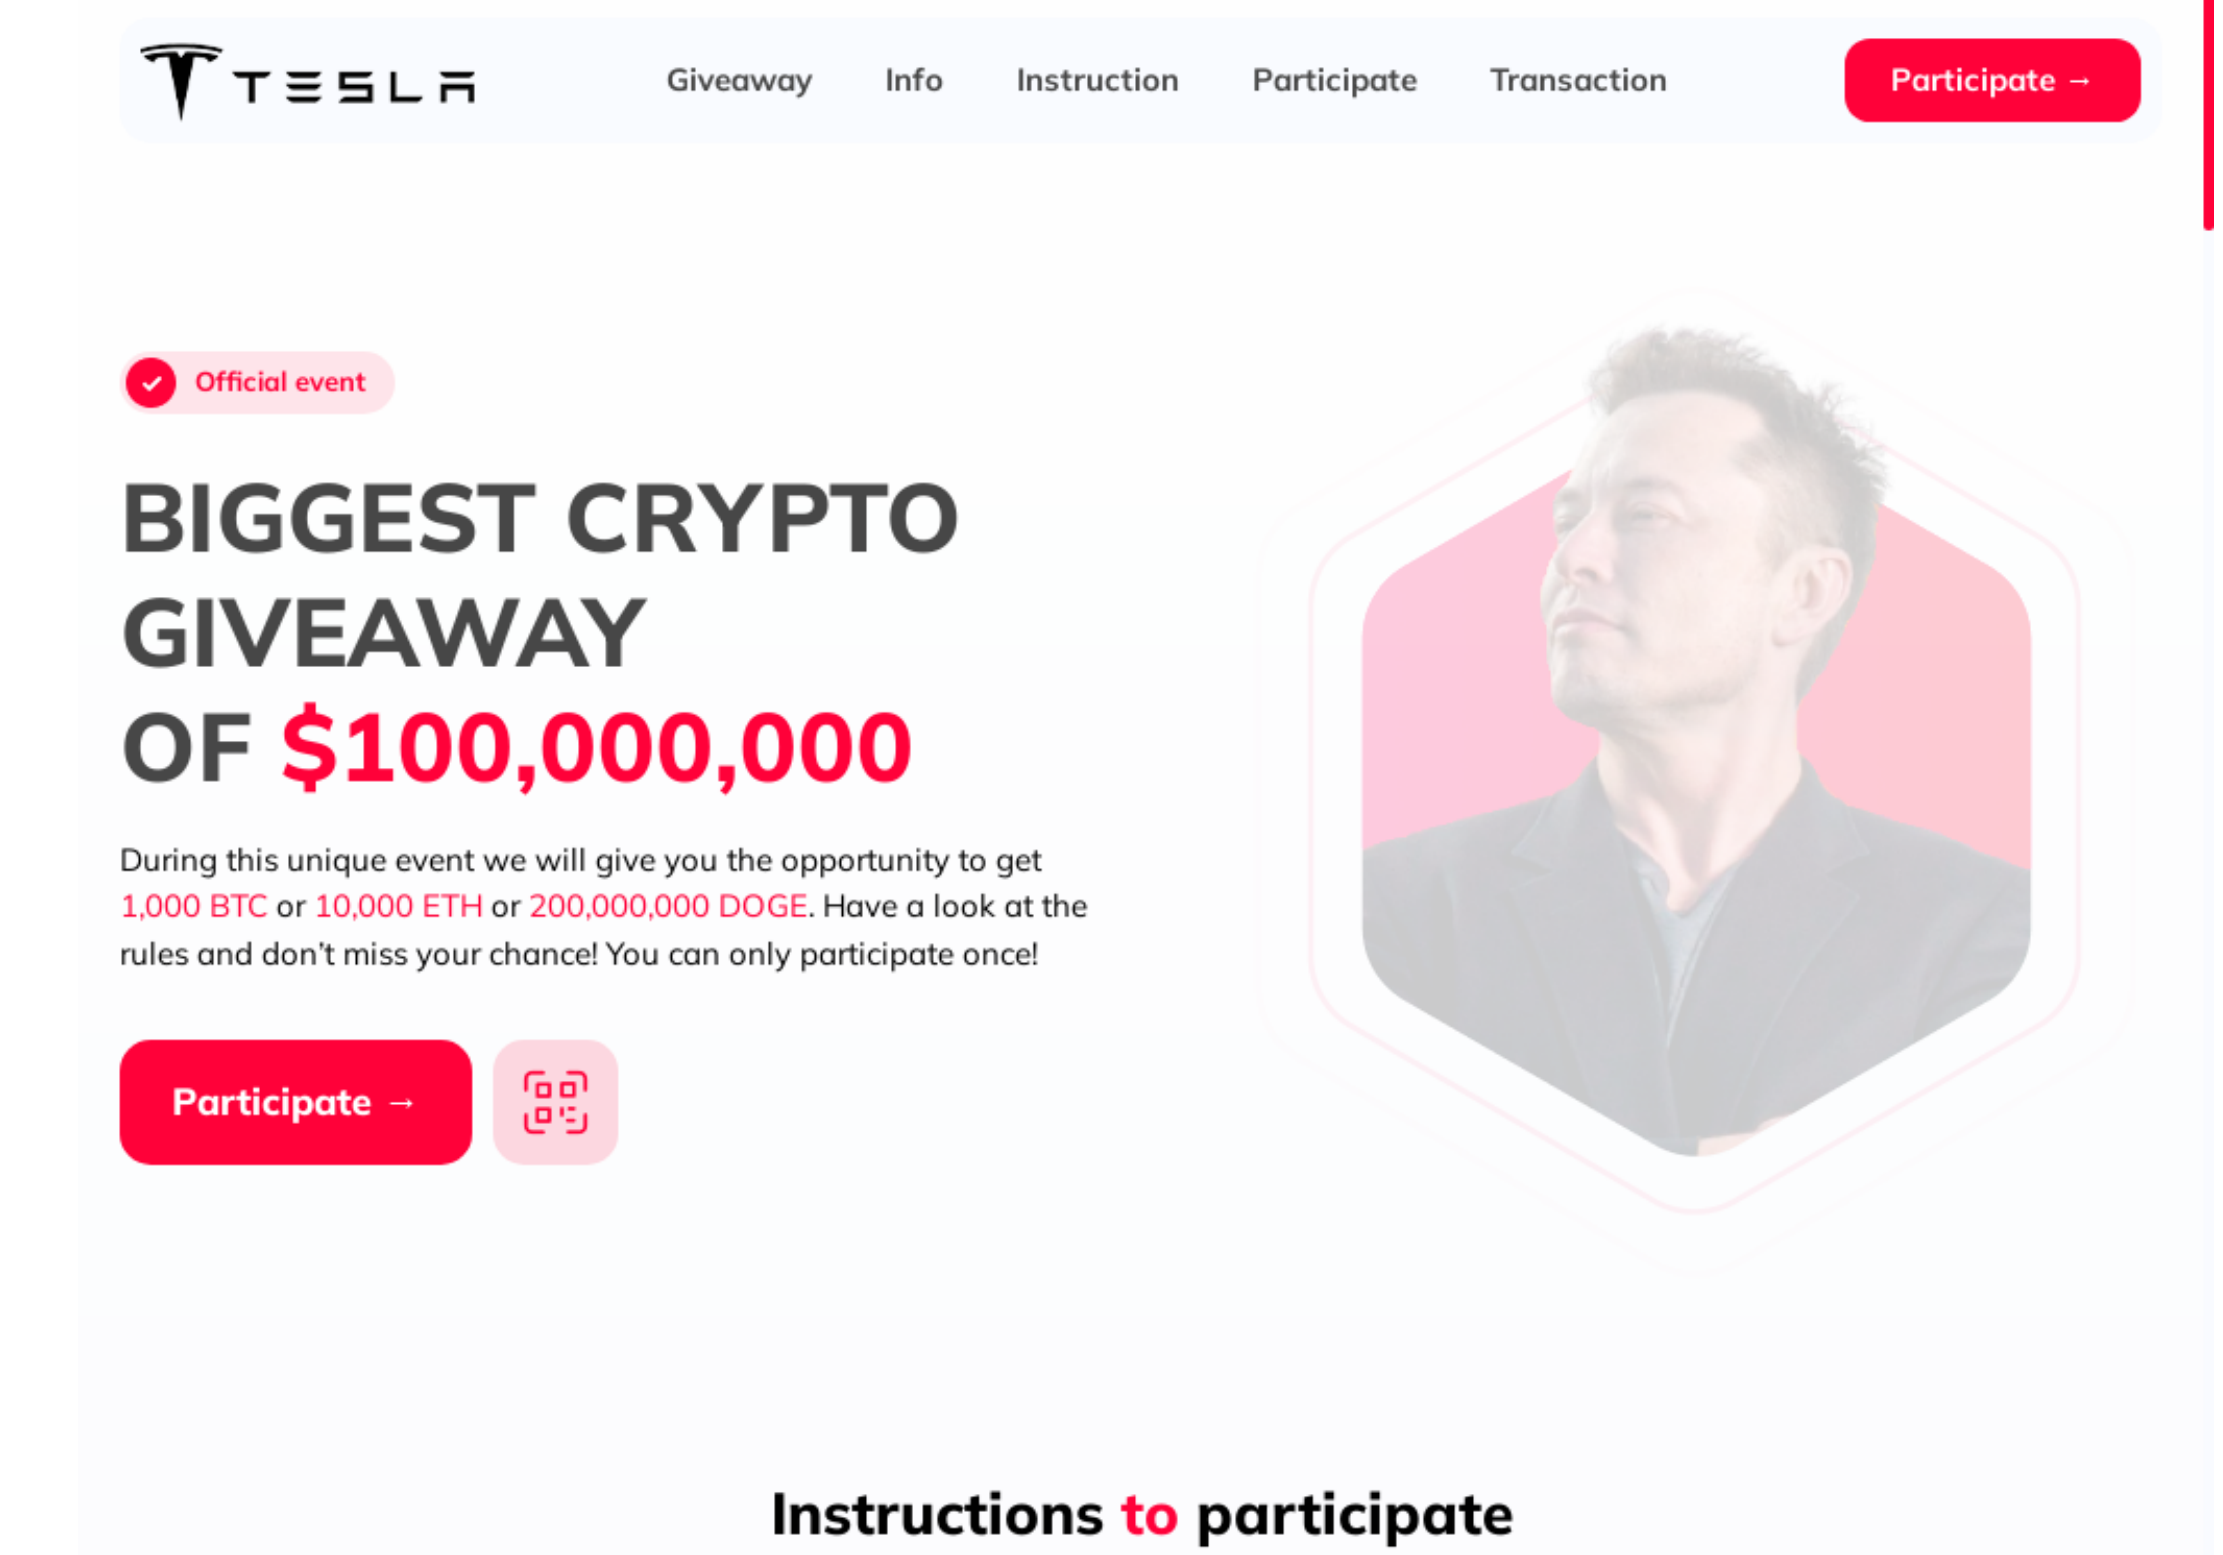 TESLA
Giveaway
Info
Instruction
Participate
Transaction
Participate →
Official event
BIGGEST CRYPTO
GIVEAWAY
OF $100,000,000
During this unique event we will give you the opportunity to get
1,000 BTC or 10,000 ETH or 200,000,000 DOGE. Have a look at the
rules and don't miss your chance! You can only participate once!
Participate →
Instructions to participate